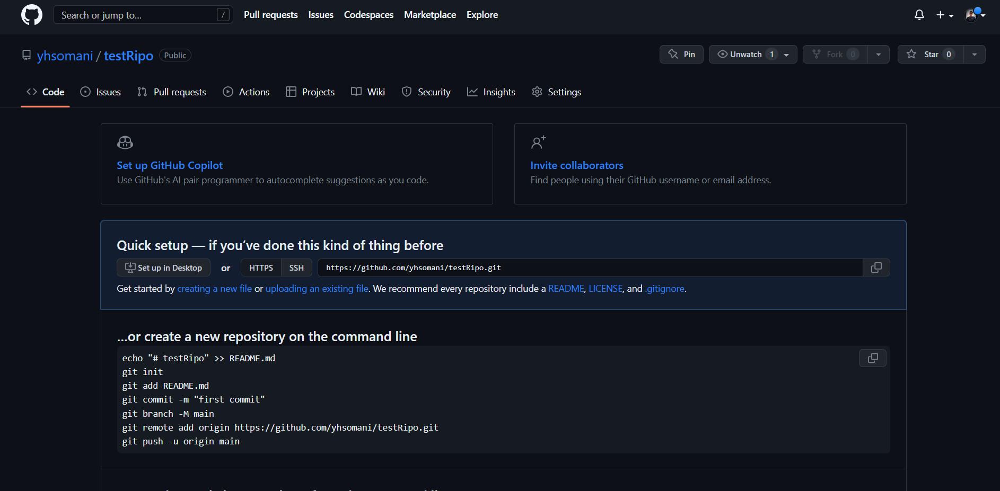 Search or jump to... /
Pull requests Issues Codespaces Marketplace Explore
yhsomani / testRipo Public
Pin Unwatch 1 Fork 0 Star 0
Code Issues Pull requests Actions Projects Wiki Security Insights Settings
Set up GitHub Copilot
Use GitHub's AI pair programmer to autocomplete suggestions as you code.
Invite collaborators
Find people using their GitHub username or email address.
Quick setup — if you’ve done this kind of thing before
Set up in Desktop or HTTPS SSH https://github.com/yhsomani/testRipo.git
Get started by creating a new file or uploading an existing file. We recommend every repository include a README, LICENSE, and .gitignore.
…or create a new repository on the command line
echo "# testRipo" >> README.md
git init
git add README.md
git commit -m "first commit"
git branch -M main
git remote add origin https://github.com/yhsomani/testRipo.git
git push -u origin main